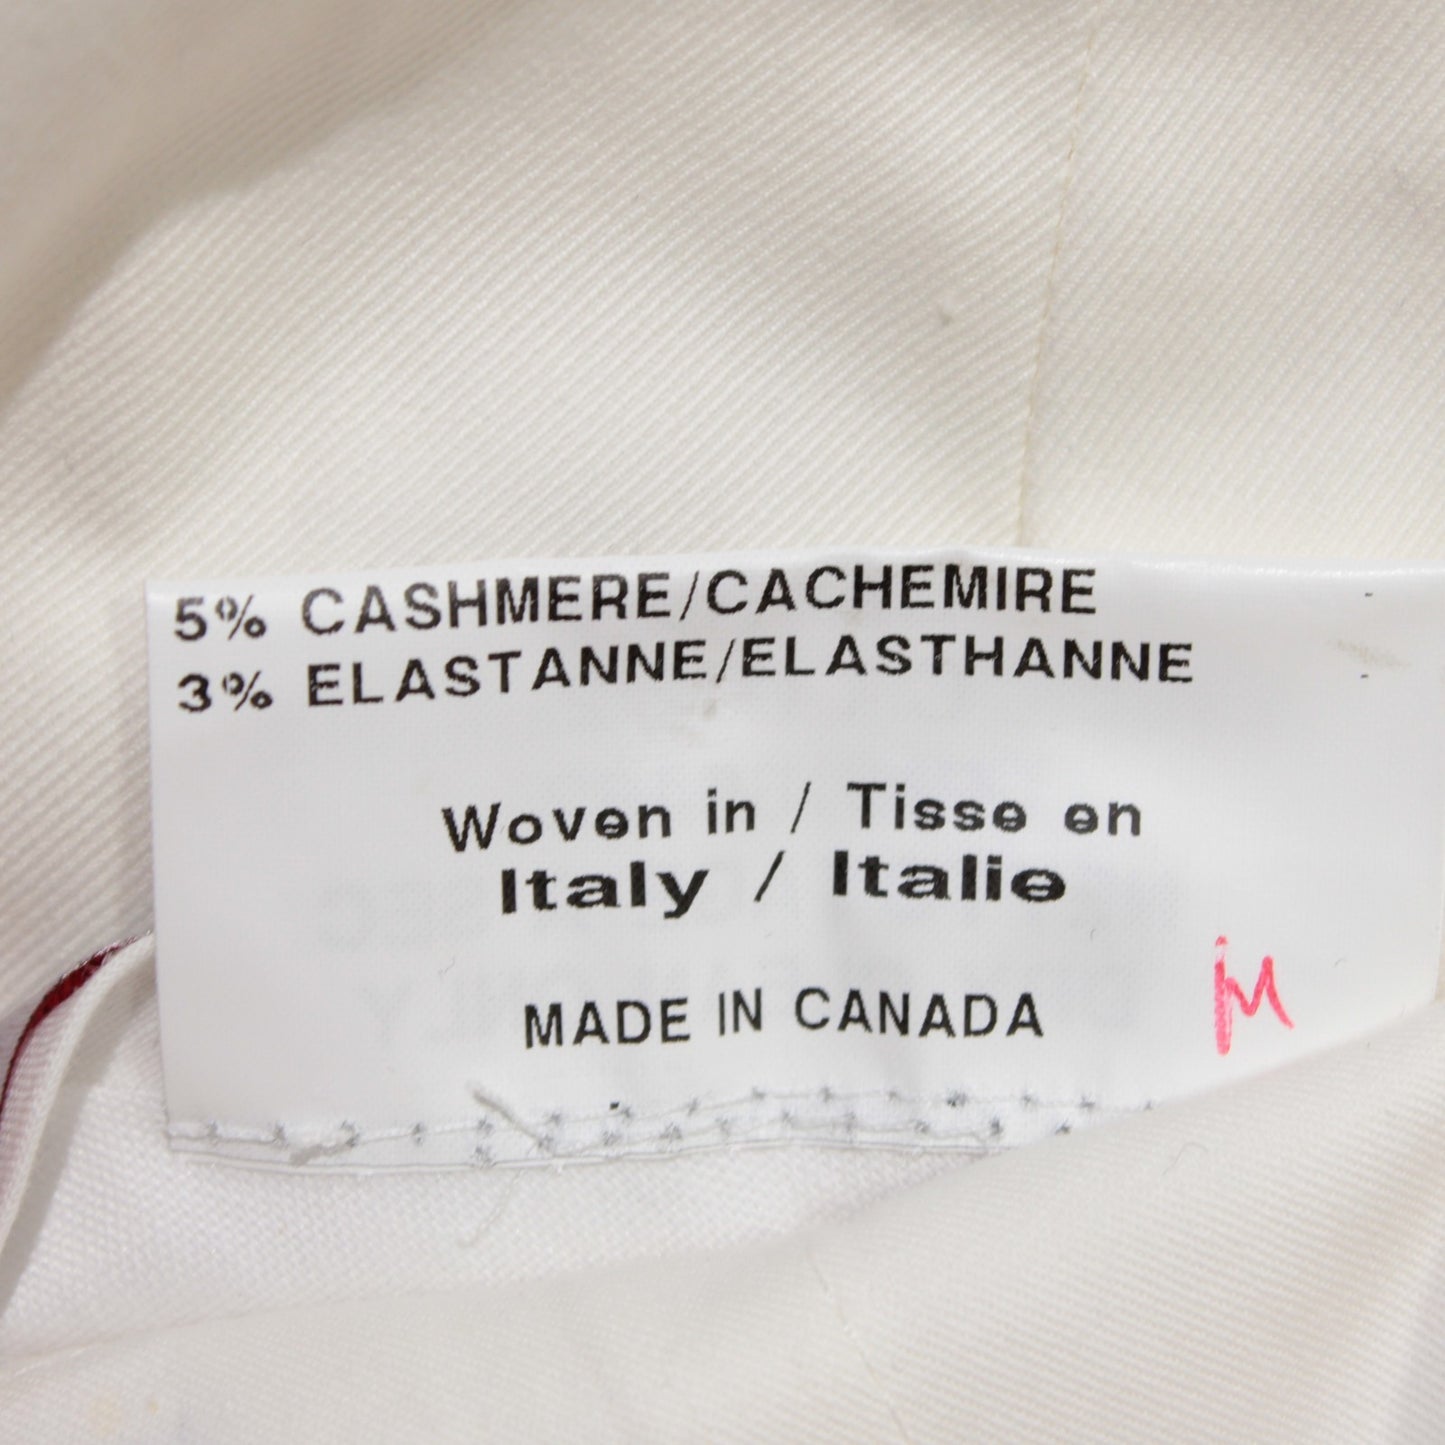 5% CASHMERE/CACHEMIRE
3% ELASTANNE/ELASTHANNE
Woven in / Tisse en
Italy / Italie
MADE IN CANADA
M